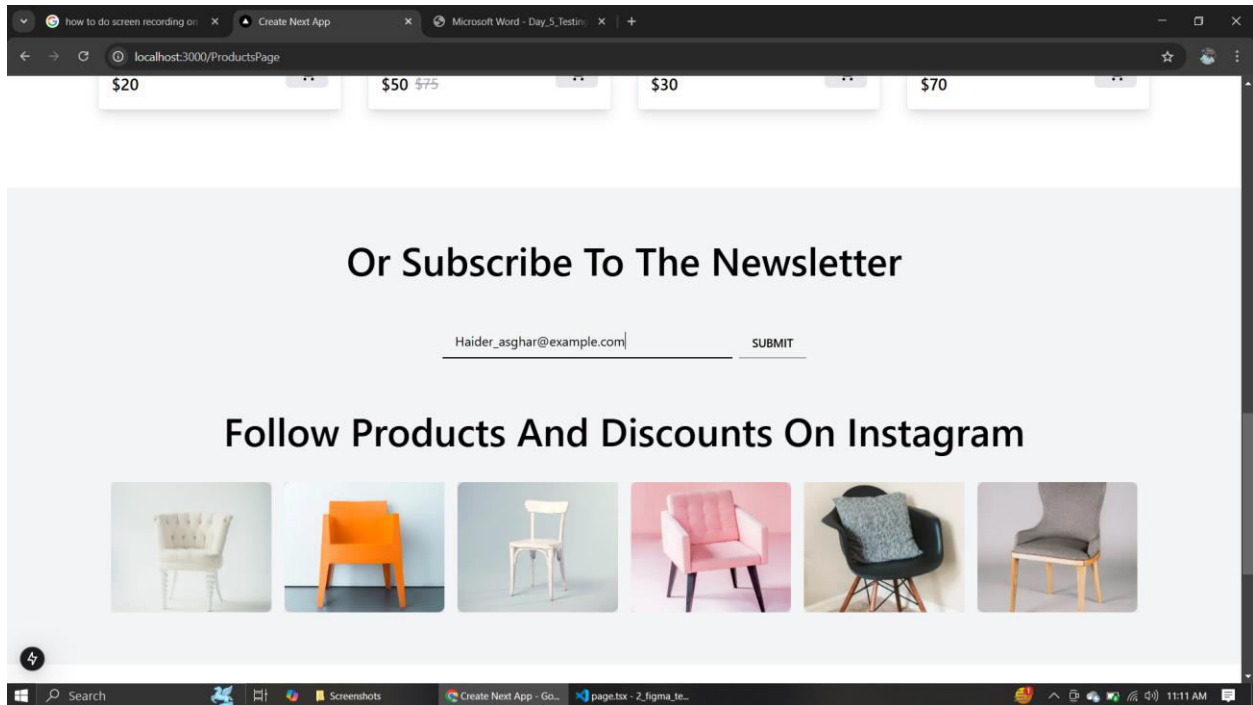 how to do screen recording on
Create Next App
Microsoft Word - Day_5_Testin
localhost:3000/ProductsPage
$20
$50 $75
$30
$70
Or Subscribe To The Newsletter
Haider_asghar@example.com
SUBMIT
Follow Products And Discounts On Instagram
Search
Screenshots
Create Next App - Go...
page.tsx - 2_figma_te...
11:11 AM